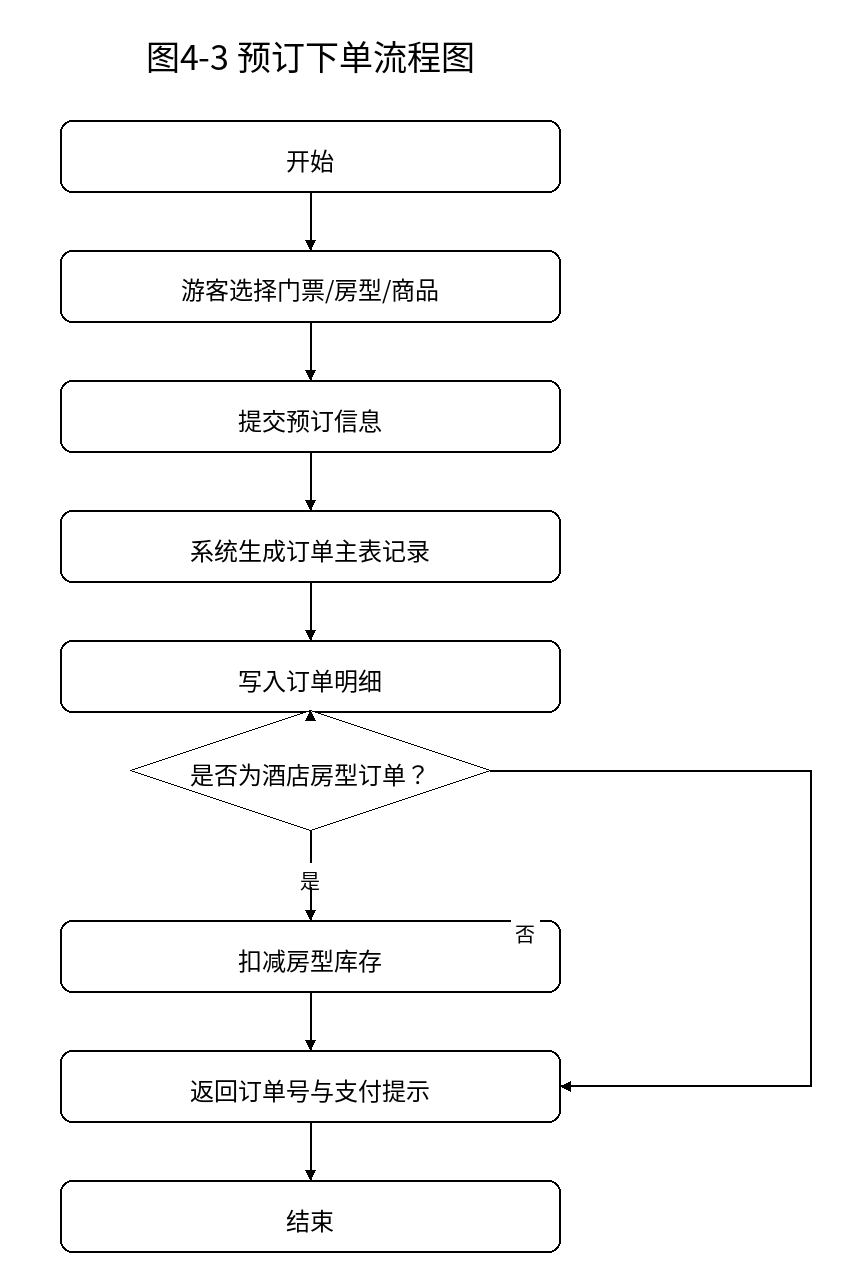 图4-3 预订下单流程图
开始
游客选择门票/房型/商品
提交预订信息
系统生成订单主表记录
写入订单明细
是否为酒店房型订单？
是
否
扣减房型库存
返回订单号与支付提示
结束